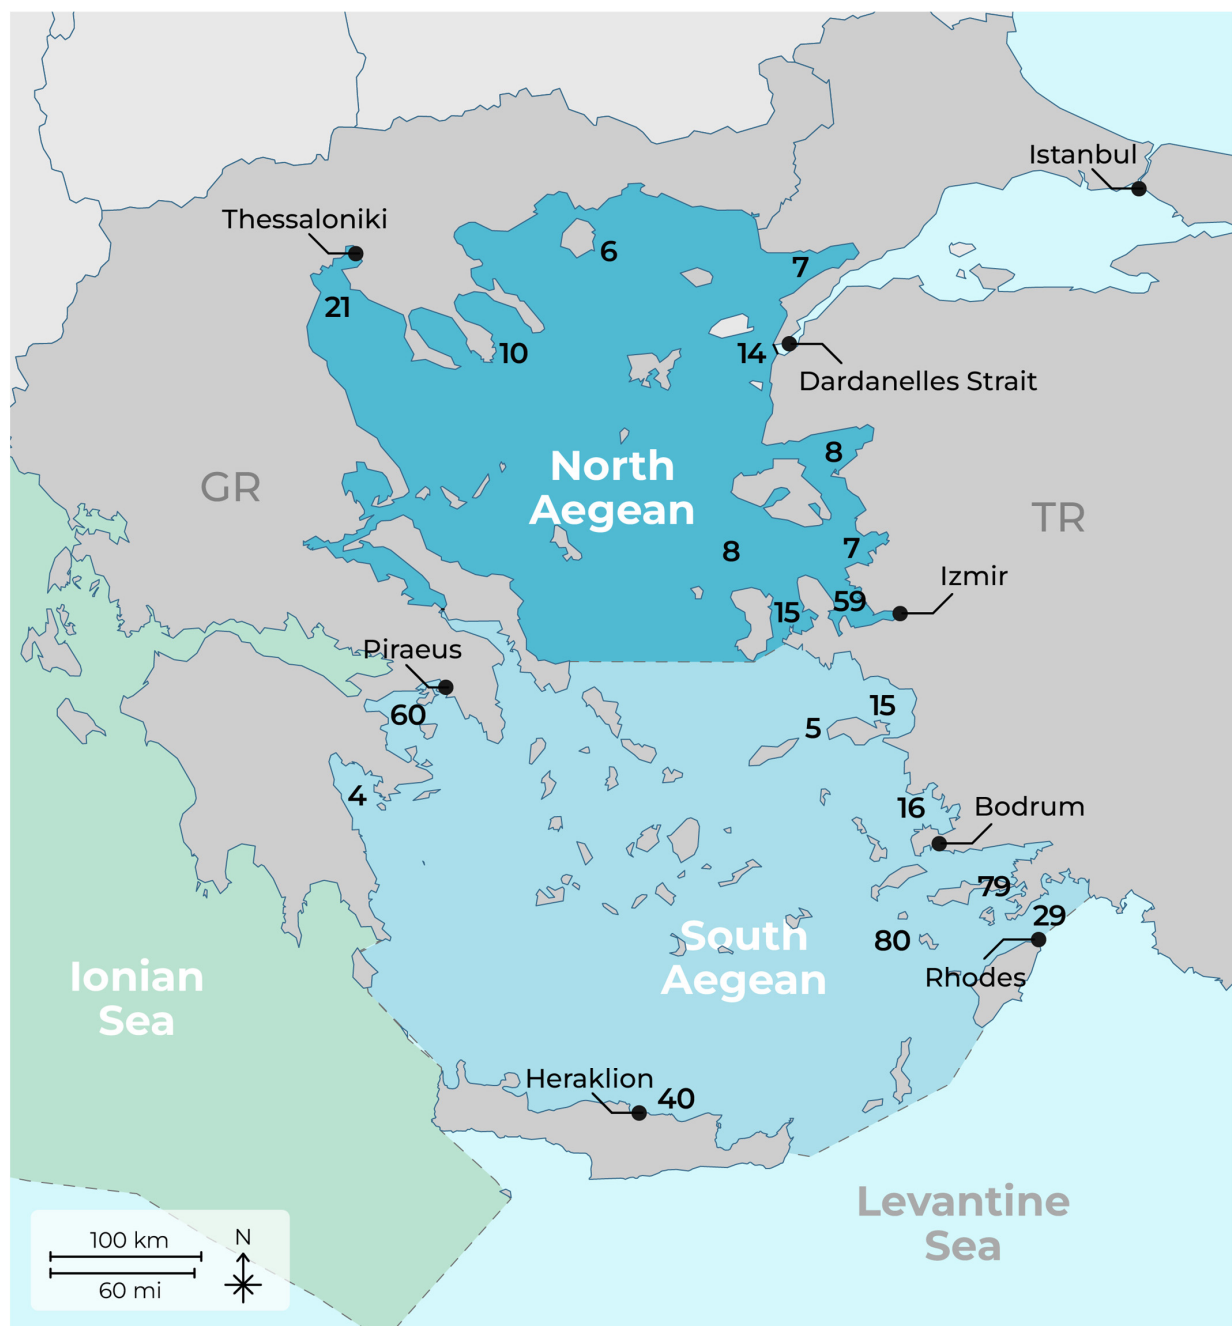 Istanbul
Thessaloniki
6
7
21
10
14
Dardanelles Strait
8
North
Aegean
GR
TR
8
7
Izmir
59
15
Piraeus
60
15
5
4
16
Bodrum
79
29
80
South
Aegean
Rhodes
Ionian
Sea
Heraklion
40
Levantine
Sea
100 km
60 mi
N